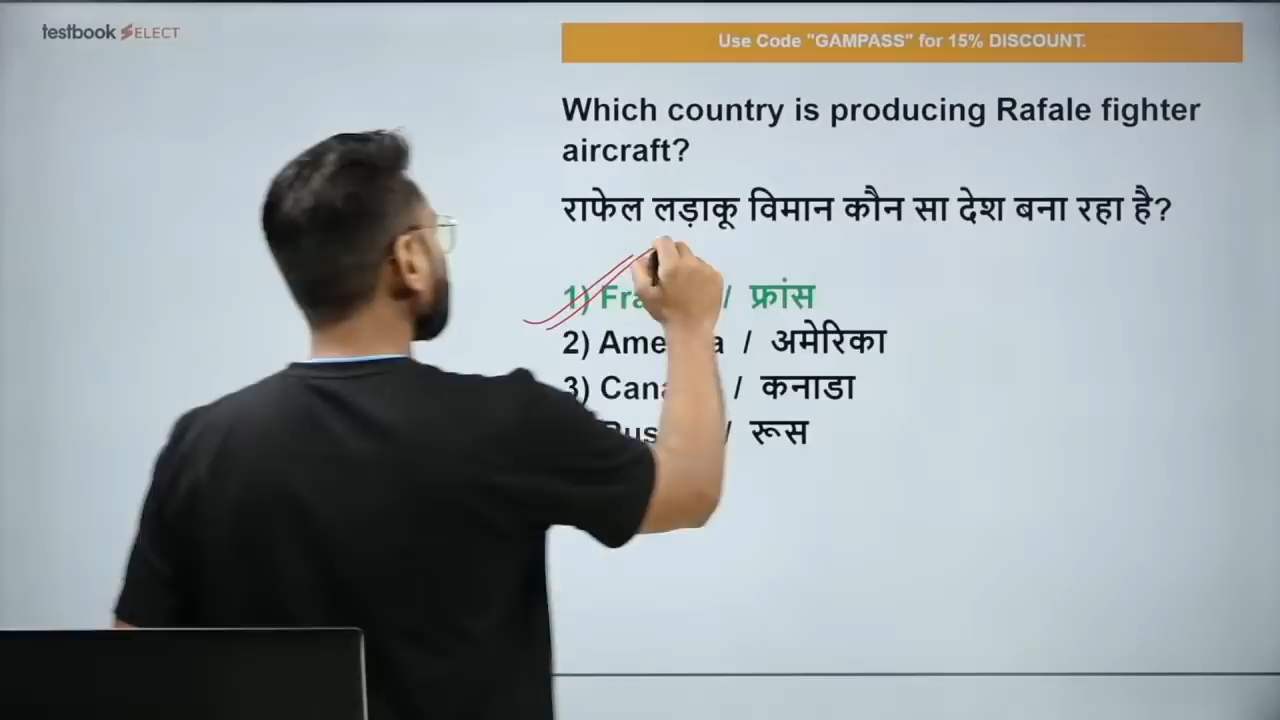 testbook SELECT
Use Code "GAMPASS" for 15% DISCOUNT.
Which country is producing Rafale fighter
aircraft?
राफेल लड़ाकू विमान कौन सा देश बना रहा है?
1) / फ्रांस
2) / अमेरिका
3) / कनाडा
/ रूस